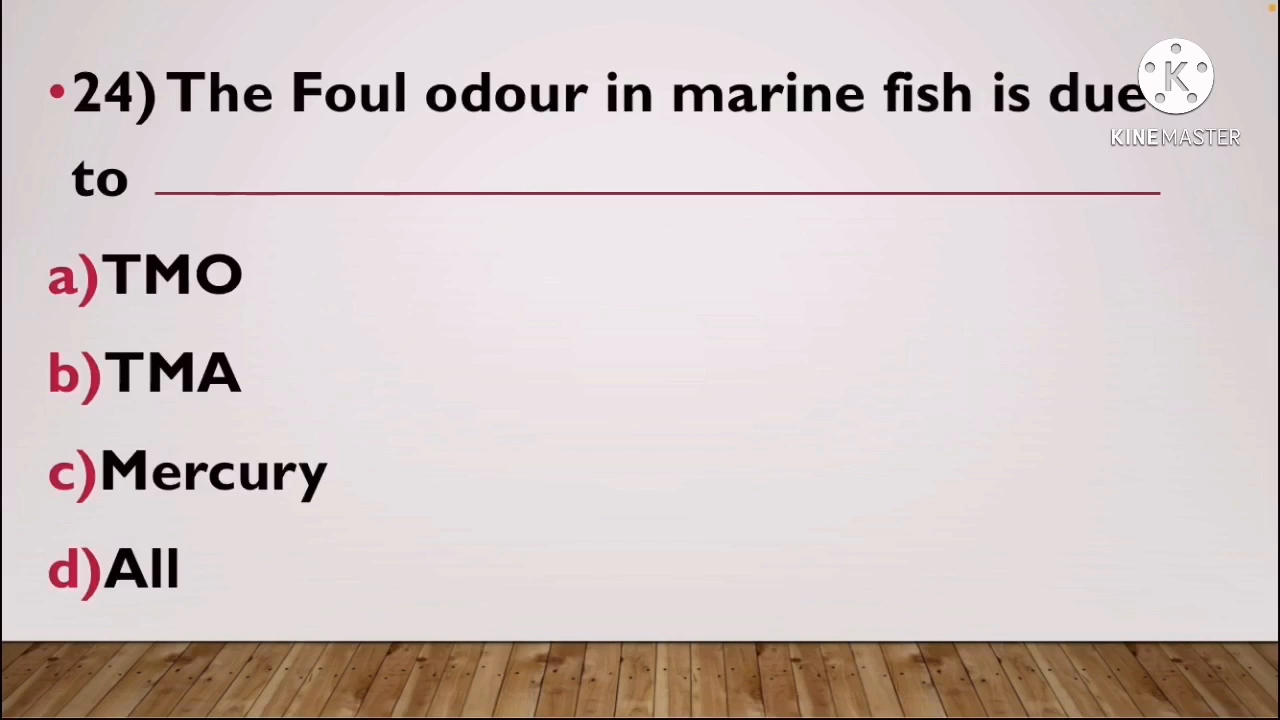 •24) The Foul odour in marine fish is due
to
a)TMO
b)TMA
c)Mercury
d)All
K
KINEMASTER